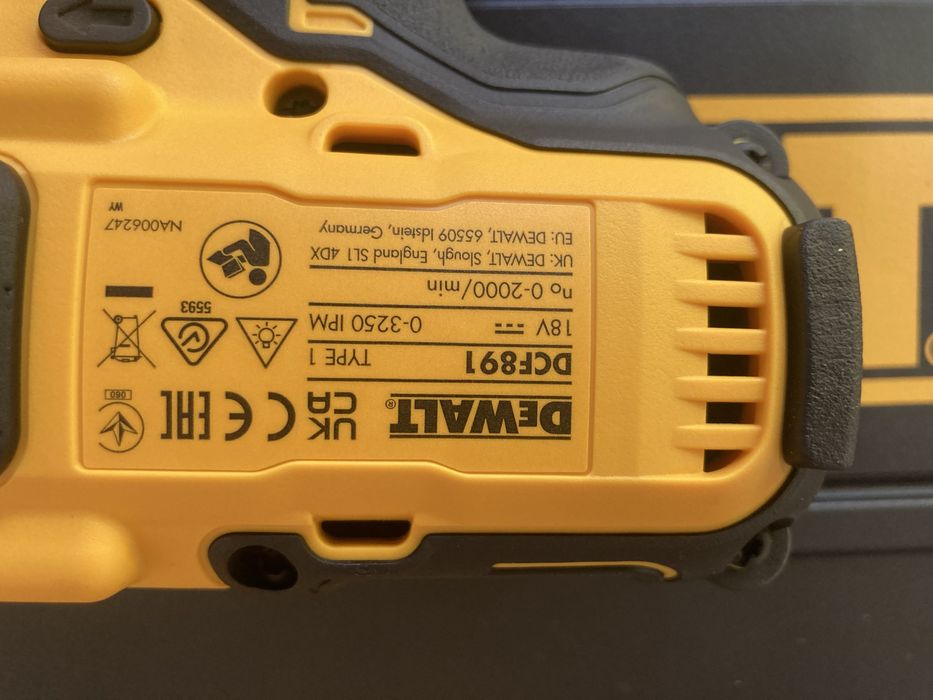 DEWALT®
UK
CA
CE
EAC
060
DCF891 TYPE 1
18V 0-3250 IPM
5593
n₀ 0-2000/min
UK: DEWALT, Slough, England SL1 4DX
EU: DEWALT, 65509 Idstein, Germany
NA006247
WY